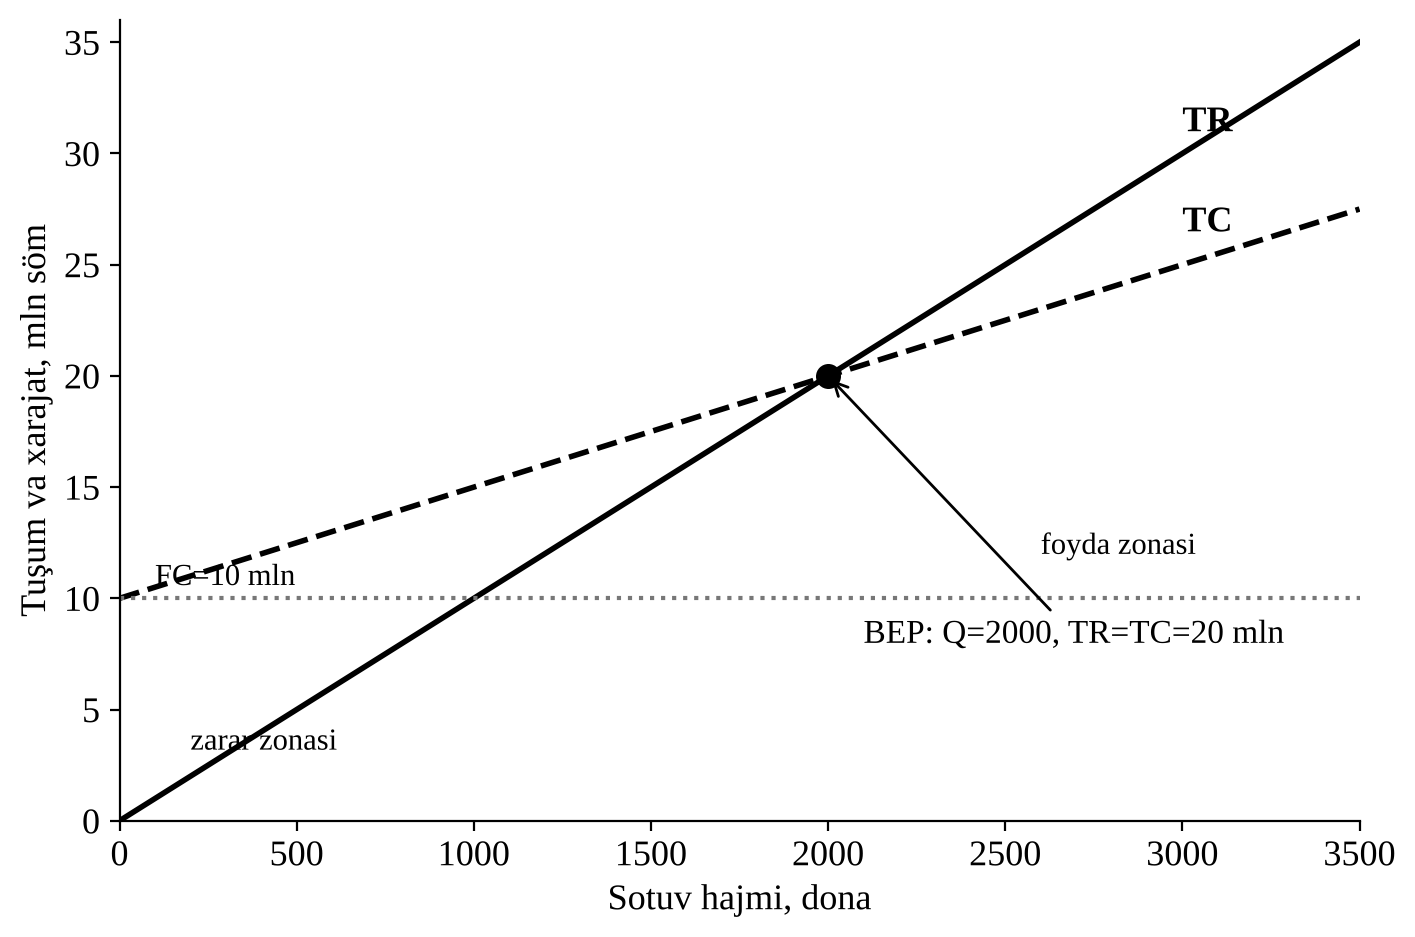 35
TR
30
TC
25
20
15
foyda zonasi
FC=10 mln
10
BEP: Q=2000, TR=TC=20 mln
5
zarar zonasi
0
Tuşum va xarajat, mln söm
0 500 1000 1500 2000 2500 3000 3500
Sotuv hajmi, dona